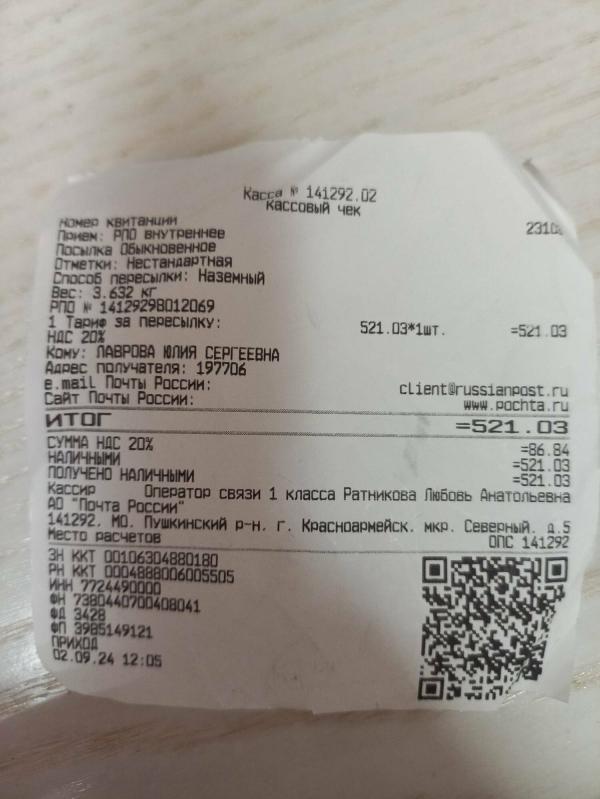 Касса № 141292.02
Кассовый чек
Номер квитанции 2310
Прием: РПО внутреннее
Посылка Обыкновенное
Отметки: Нестандартная
Способ пересылки: Наземный
Вес: 3.632 кг
РПО № 14129298012069
1 Тариф за пересылку: 521.03*1шт. =521.03
НДС 20%
Кому: ЛАВРОВА ЮЛИЯ СЕРГЕЕВНА
Адрес получателя: 197706
e.mail Почты России: client@russianpost.ru
Сайт Почты России: www.pochta.ru
ИТОГ =521.03
СУММА НДС 20% =86.84
НАЛИЧНЫМИ =521.03
ПОЛУЧЕНО НАЛИЧНЫМИ =521.03
Кассир Оператор связи 1 класса Ратникова Любовь Анатольевна
АО "Почта России"
141292, МО, Пушкинский р-н, г. Красноармейск, мкр. Северный, д.5
Место расчетов ОПС 141292
ЗН ККТ 00106304880180
РН ККТ 0004888006005505
ИНН 7724490000
ФН 7380440700408041
ФД 3428
ФП 3985149121
ПРИХОД
02.09.24 12:05